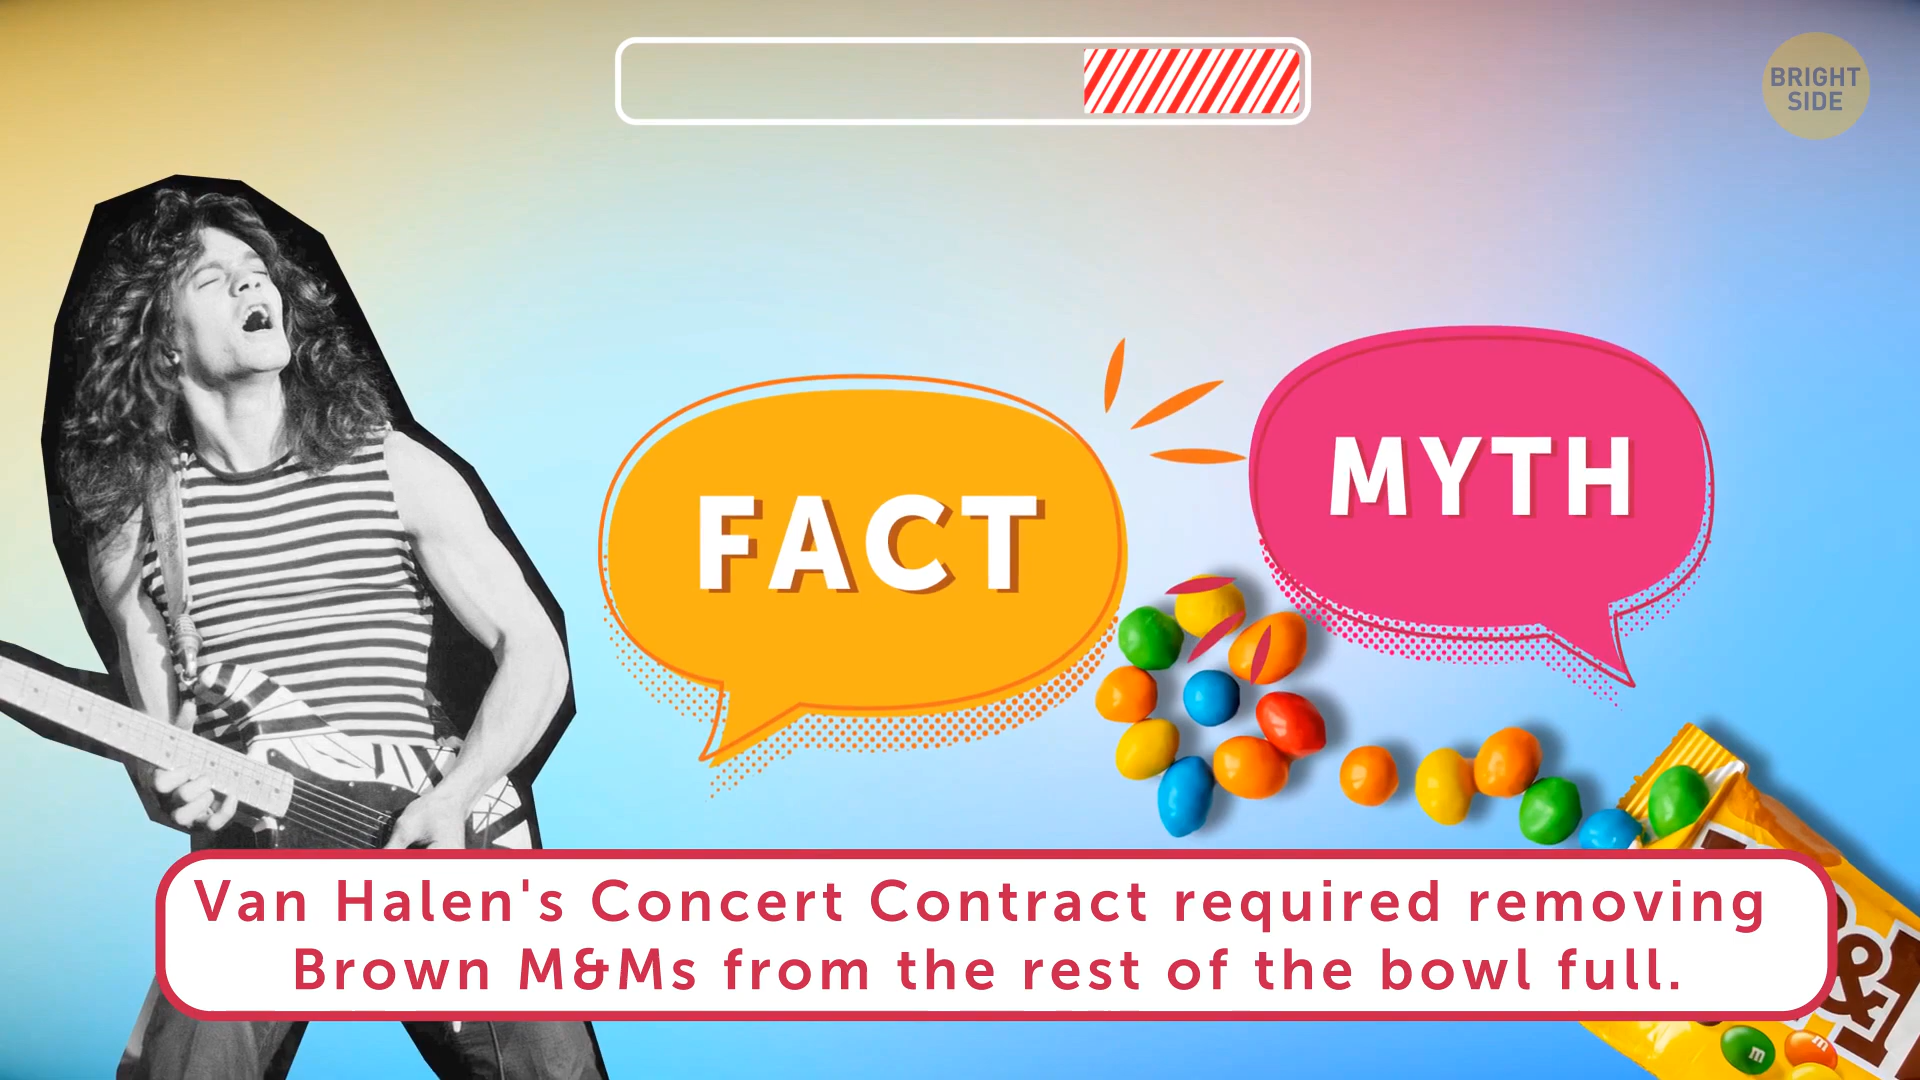 BRIGHT
SIDE
FACT
MYTH
Van Halen's Concert Contract required removing
Brown M&Ms from the rest of the bowl full.
m
m